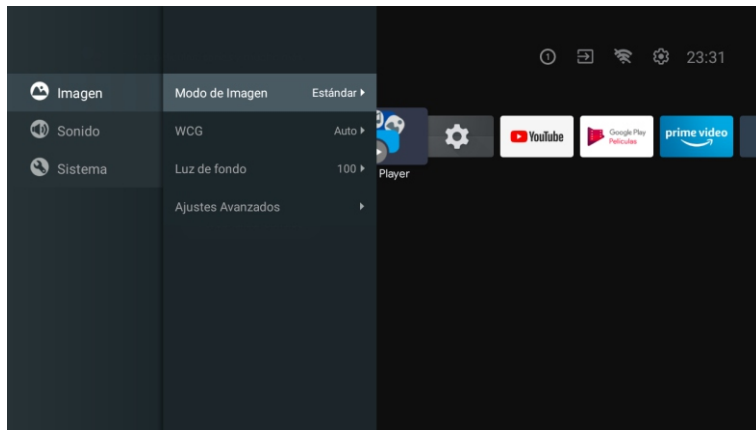 1
23:31
Imagen
Sonido
Sistema
Modo de Imagen Estándar
WCG Auto
Luz de fondo 100
Ajustes Avanzados
Player
YouTube
Google Play
Películas
prime video